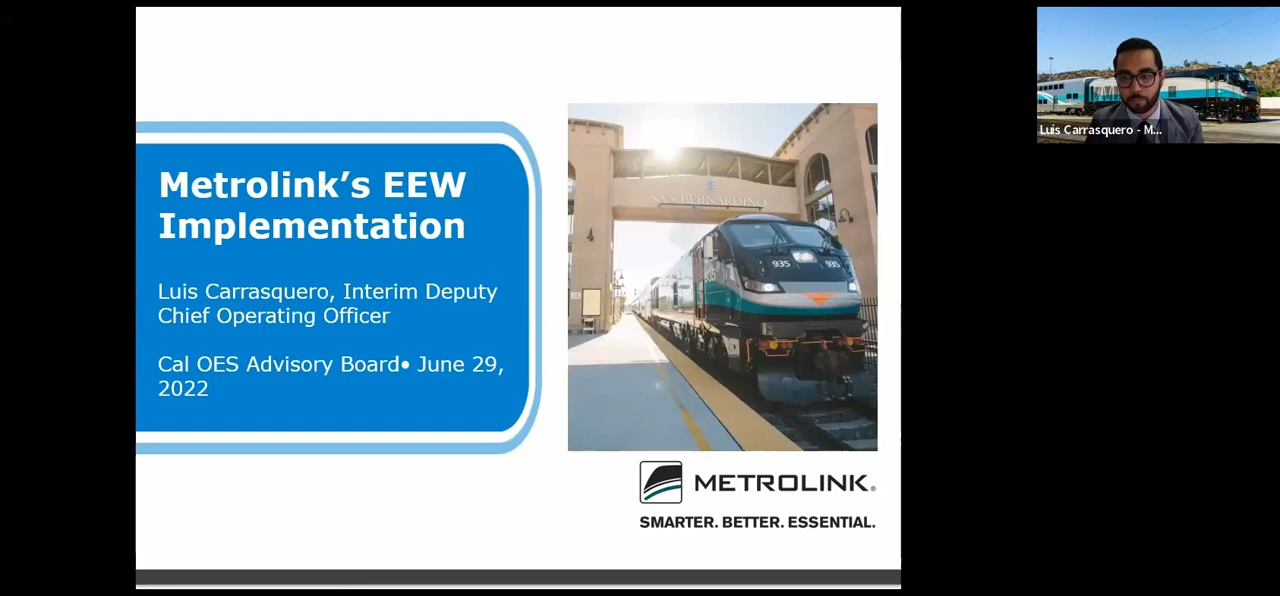 Metrolink's EEW
Implementation
Luis Carrasquero, Interim Deputy
Chief Operating Officer
Cal OES Advisory Board• June 29,
2022
SAN BERNARDINO
935
935
METROLINK®
SMARTER. BETTER. ESSENTIAL.
Luis Carrasquero - M...